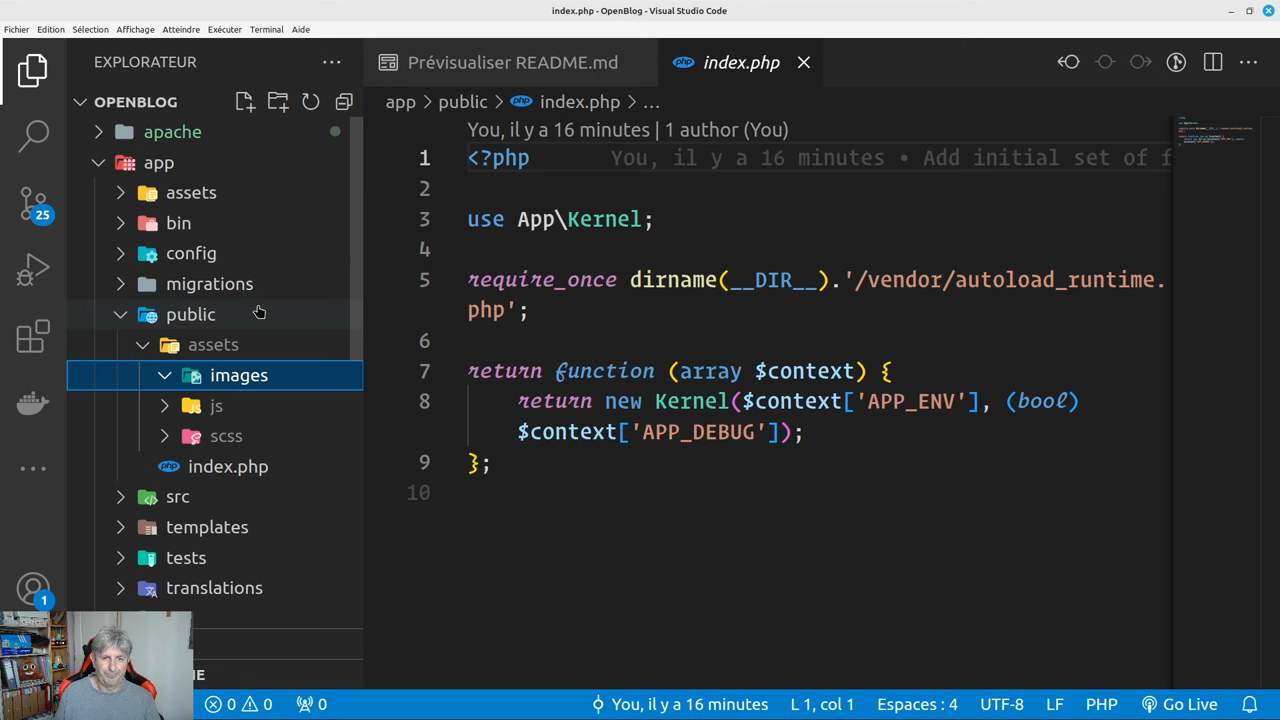 index.php - OpenBlog - Visual Studio Code
Fichier Edition Sélection Affichage Atteindre Exécuter Terminal Aide
EXPLORATEUR
OPENBLOG
apache
app
assets
bin
config
migrations
public
assets
images
js
scss
index.php
src
templates
tests
translations
25
1
Prévisualiser README.md
php index.php
app > public > php index.php > ...
You, il y a 16 minutes | 1 author (You)
1 <?php You, il y a 16 minutes • Add initial set of f
2
3 use App\Kernel;
4
5 require_once dirname(__DIR__).'/vendor/autoload_runtime.
php';
6
7 return function (array $context) {
8 return new Kernel($context['APP_ENV'], (bool)
$context['APP_DEBUG']);
9 };
10
0 0 0 You, il y a 16 minutes L 1, col 1 Espaces : 4 UTF-8 LF PHP Go Live